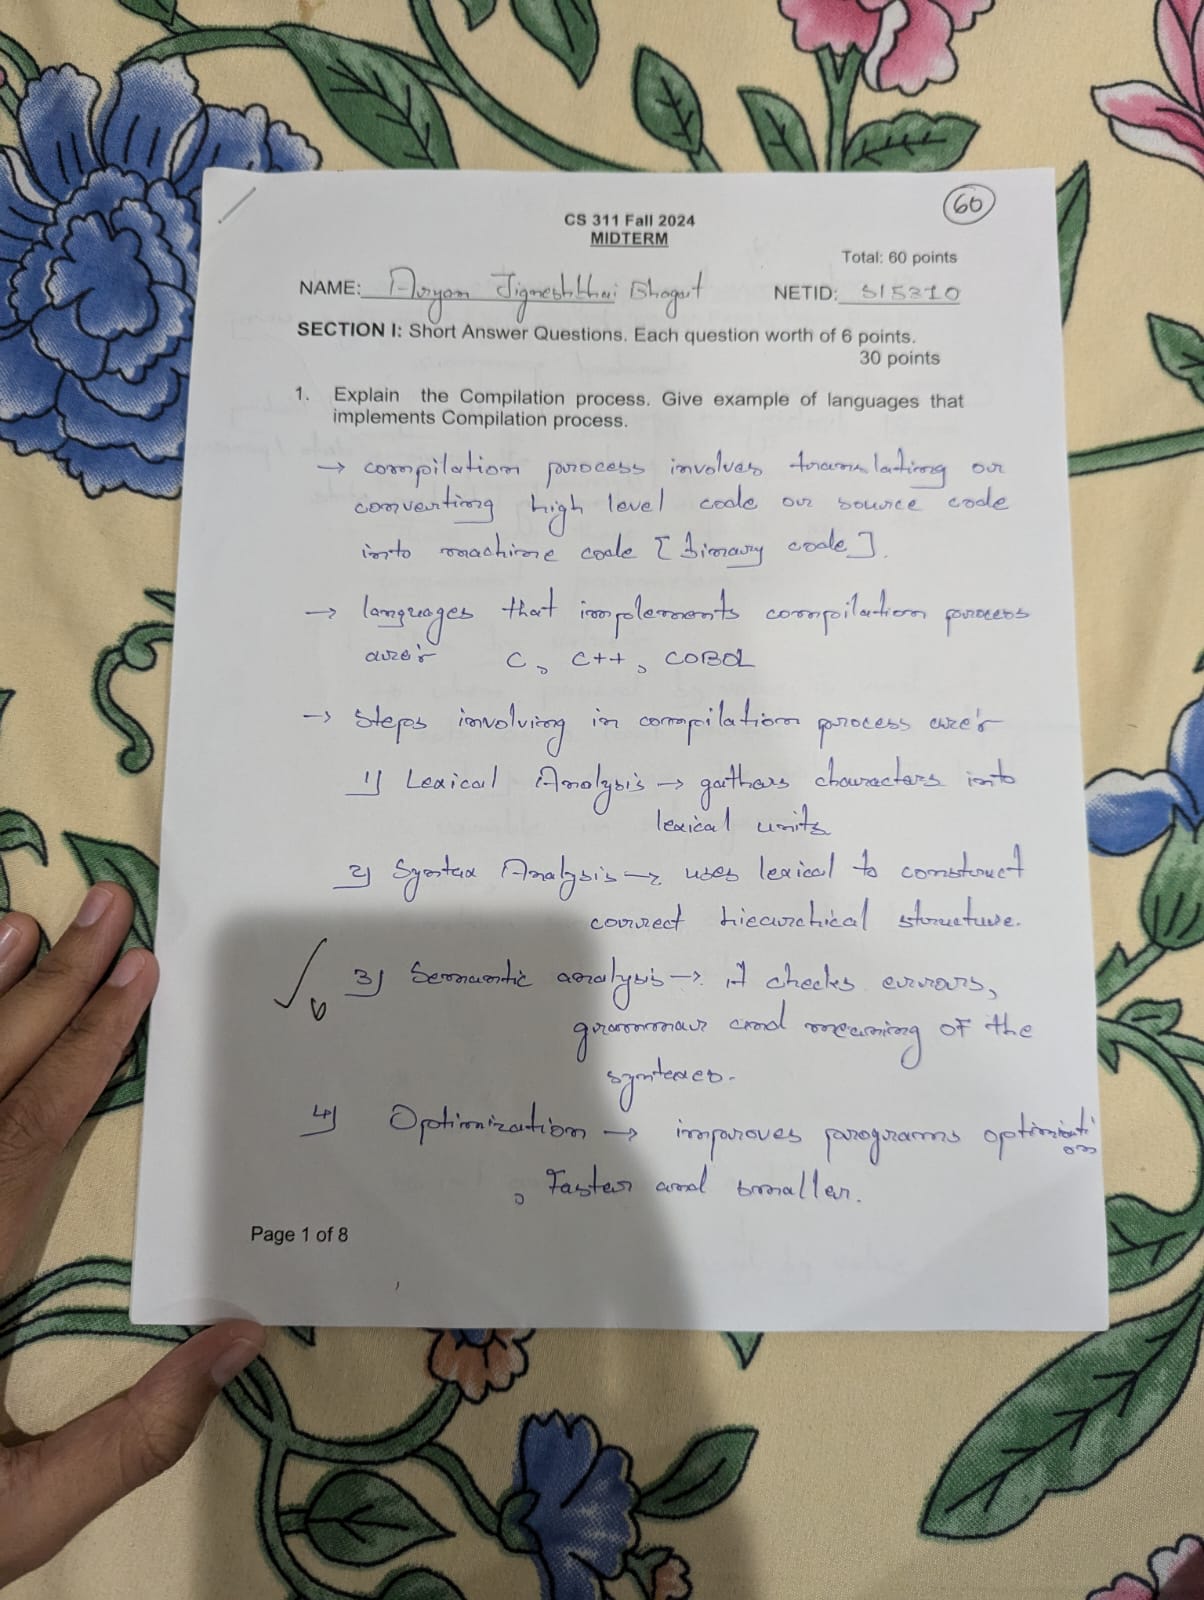 60
CS 311 Fall 2024
MIDTERM
Total: 60 points
NAME: Aryan Jigneshbhai Bhagat NETID: S15310
SECTION I: Short Answer Questions. Each question worth of 6 points.
30 points
1. Explain the Compilation process. Give example of languages that
implements Compilation process.
→ compilation process involves translating or
converting high level code or source code
into machine code [binary code].
→ languages that implements compilation process
are:- C, C++, COBOL
→ Steps involving in compilation process are:-
1) Lexical Analysis → gathers characters into
lexical units
2) Syntax Analysis → uses lexical to construct
correct hiearchical structure.
3) Semantic analysis → it checks errors,
grammar and meaning of the
syntexes.
6
4) Optimization → improves programs optimization
, Faster and smaller.
Page 1 of 8